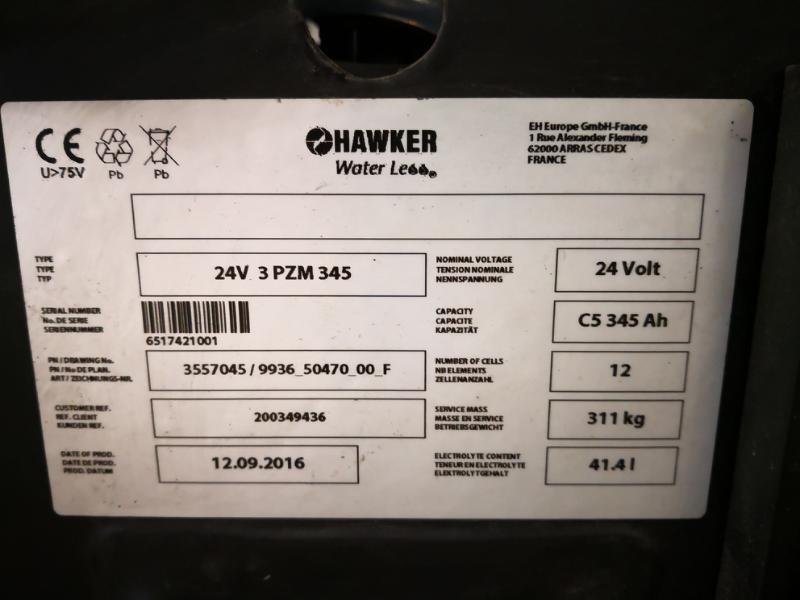 CE
U>75V
Pb
Pb
HAWKER
Water Less®
EH Europe GmbH-France
1 Rue Alexander Fleming
62000 ARRAS CEDEX
FRANCE
TYPE
TYPE
TYP
24V 3 PZM 345
NOMINAL VOLTAGE
TENSION NOMINALE
NENNSPANNUNG
24 Volt
SERIAL NUMBER
No. DE SERIE
SERIENNUMMER
6517421001
CAPACITY
CAPACITE
KAPAZITÄT
C5 345 Ah
PN / DRAWING No.
PN / No DE PLAN.
ART / ZEICHNUNGS-NR.
3557045 / 9936_50470_00_F
NUMBER OF CELLS
NB ELEMENTS
ZELLENANZAHL
12
CUSTOMER REF.
REF. CLIENT
KUNDEN REF.
200349436
SERVICE MASS
MASSE EN SERVICE
BETRIEBSGEWICHT
311 kg
DATE OF PROD.
DATE DE PROD.
PROD. DATUM
12.09.2016
ELECTROLYTE CONTENT
TENEUR EN ELECTROLYTE
ELEKTROLYTGEHALT
41.4 l